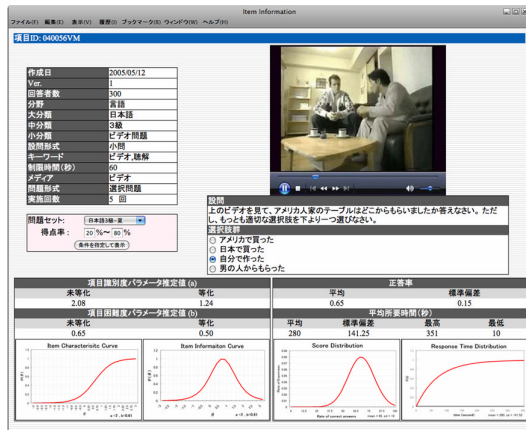 Item Information
ファイル(F) 編集(E) 表示(V) 履歴(O) ブックマーク(R) ウィンドウ(W) ヘルプ(H)
項目ID: 040056VM
作成日 2005/05/12
Ver. 1
回答者数 300
分野 言語
大分類 日本語
中分類 3級
小分類 ビデオ問題
設問形式 小問
キーワード ビデオ,聴解
制限時間(秒) 60
メディア ビデオ
問題形式 選択問題
実施回数 5 回
問題セット: 日本語3級-夏
得点率: 20 %〜 80 %
条件を指定して表示
設問
上のビデオを見て、アメリカ人家のテーブルはどこからもらいましたか答えなさい。ただ
し、もっとも適切な選択肢を下より一つ選びなさい。
選択肢群
アメリカで買った
日本で買った
自分で作った
男の人からもらった
項目識別度パラメータ推定値 (a)
未等化 等化
2.08 1.24
項目困難度パラメータ推定値 (b)
未等化 等化
0.65 0.50
正答率
平均 標準偏差
0.65 0.15
平均所要時間(秒)
平均 標準偏差 最高 最低
280 141.25 351 10
Item Characterisitc Curve
Item Informaiton Curve
Score Distribution
Rate of correct answers
Response Time Distribution